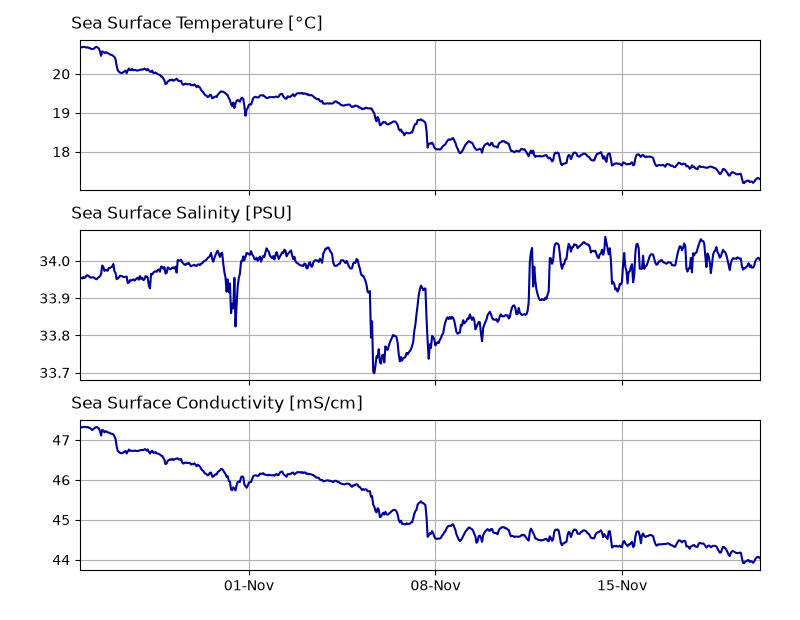 Sea Surface Temperature [°C]
20
19
18
Sea Surface Salinity [PSU]
34.0
33.9
33.8
33.7
Sea Surface Conductivity [mS/cm]
47
46
45
44
01-Nov 08-Nov 15-Nov